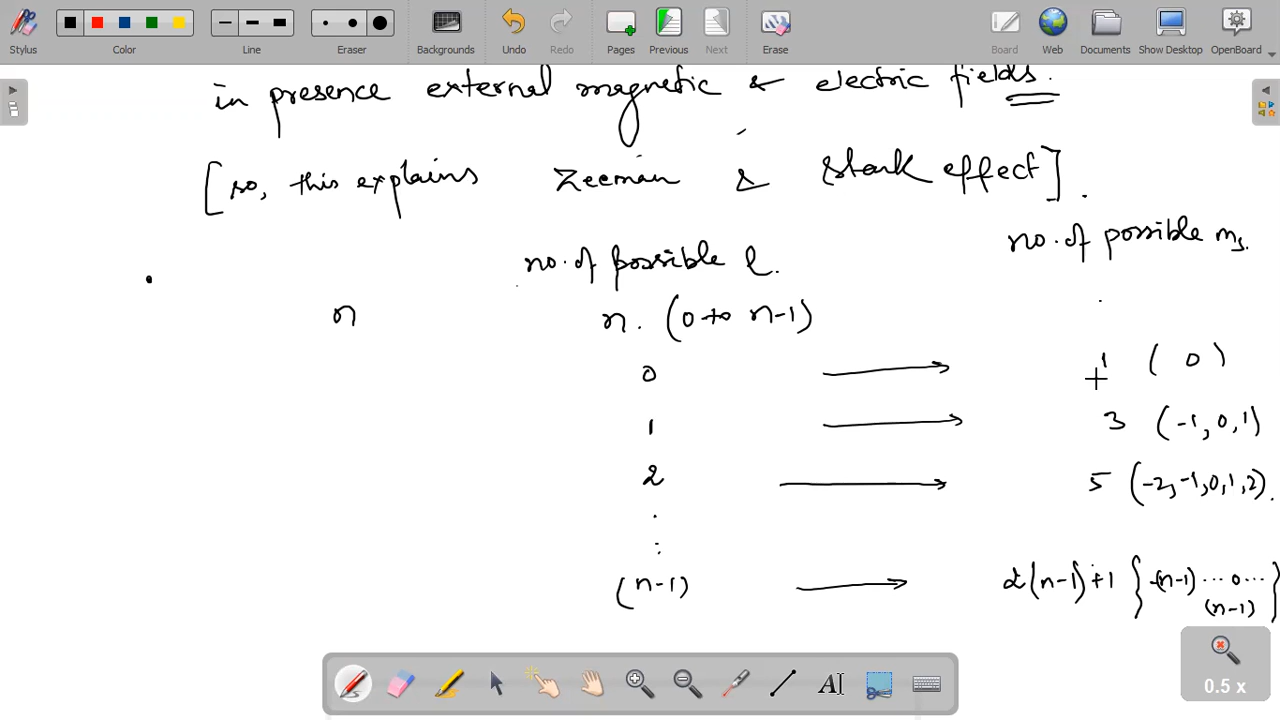 Stylus
Color
Line
Eraser
Backgrounds
Undo
Redo
Pages
Previous
Next
Erase
Board
Web
Documents
Show Desktop
OpenBoard
in presence external magnetic & electric fields.
[so, this explains Zeeman & stark effect].
no. of possible l.
no. of possible ms.
n
n. (0 to n-1)
0 → 1 (0)
1 → 3 (-1, 0, 1)
2 → 5 (-2, -1, 0, 1, 2).
(n-1) → 2(n-1)+1 {-(n-1) ... 0 ... (n-1)}
0.5 x